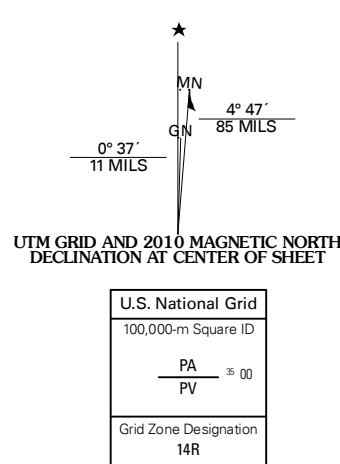 ★
MN
4° 47´
85 MILS
GN
0° 37´
11 MILS
UTM GRID AND 2010 MAGNETIC NORTH
DECLINATION AT CENTER OF SHEET
U.S. National Grid
100,000-m Square ID
PA
35 00
PV
Grid Zone Designation
14R